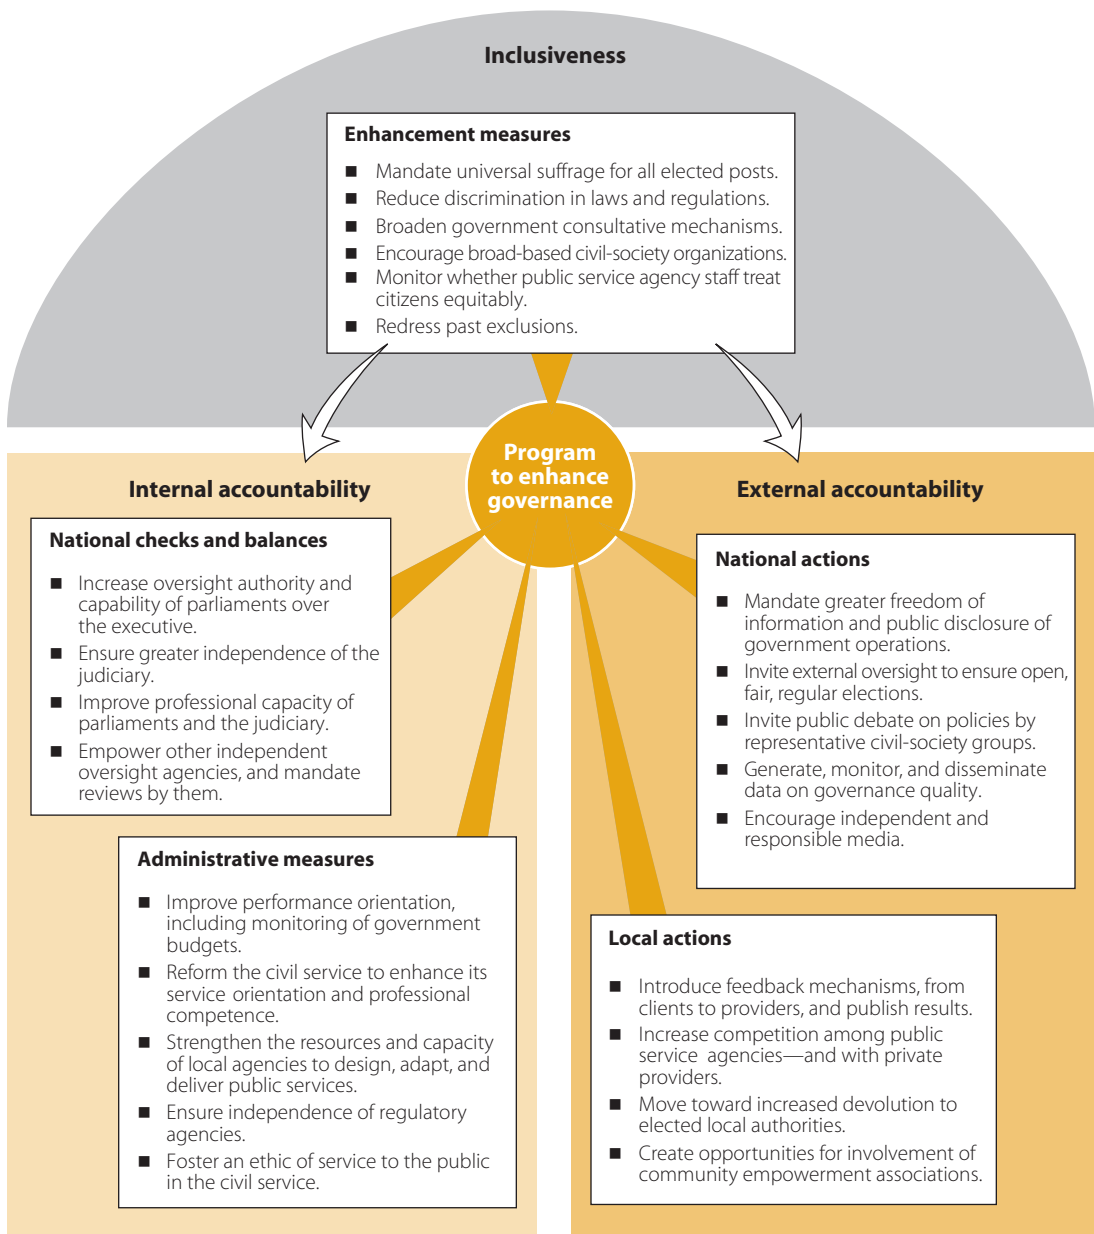 Inclusiveness
Enhancement measures
■ Mandate universal suffrage for all elected posts.
■ Reduce discrimination in laws and regulations.
■ Broaden government consultative mechanisms.
■ Encourage broad-based civil-society organizations.
■ Monitor whether public service agency staff treat
citizens equitably.
■ Redress past exclusions.
Program
to enhance
governance
Internal accountability
National checks and balances
■ Increase oversight authority and
capability of parliaments over
the executive.
■ Ensure greater independence of the
judiciary.
■ Improve professional capacity of
parliaments and the judiciary.
■ Empower other independent
oversight agencies, and mandate
reviews by them.
Administrative measures
■ Improve performance orientation,
including monitoring of government
budgets.
■ Reform the civil service to enhance its
service orientation and professional
competence.
■ Strengthen the resources and capacity
of local agencies to design, adapt, and
deliver public services.
■ Ensure independence of regulatory
agencies.
■ Foster an ethic of service to the public
in the civil service.
External accountability
National actions
■ Mandate greater freedom of
information and public disclosure of
government operations.
■ Invite external oversight to ensure open,
fair, regular elections.
■ Invite public debate on policies by
representative civil-society groups.
■ Generate, monitor, and disseminate
data on governance quality.
■ Encourage independent and
responsible media.
Local actions
■ Introduce feedback mechanisms, from
clients to providers, and publish results.
■ Increase competition among public
service agencies—and with private
providers.
■ Move toward increased devolution to
elected local authorities.
■ Create opportunities for involvement of
community empowerment associations.